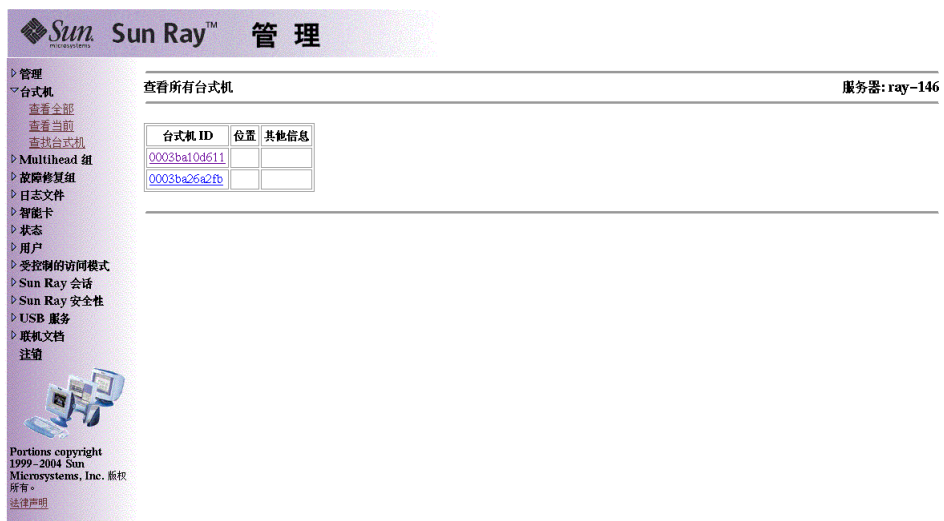 Sun microsystems Sun Ray™ 管 理
管理
台式机
查看全部
查看当前
查找台式机
Multihead 组
故障修复组
日志文件
智能卡
状态
用户
受控制的访问模式
Sun Ray 会话
Sun Ray 安全性
USB 服务
联机文档
注销
Portions copyright
1999-2004 Sun
Microsystems, Inc. 版权
所有。
法律声明
查看所有台式机 服务器: ray-146
台式机 ID 位置 其他信息
0003ba10d611
0003ba26a2fb